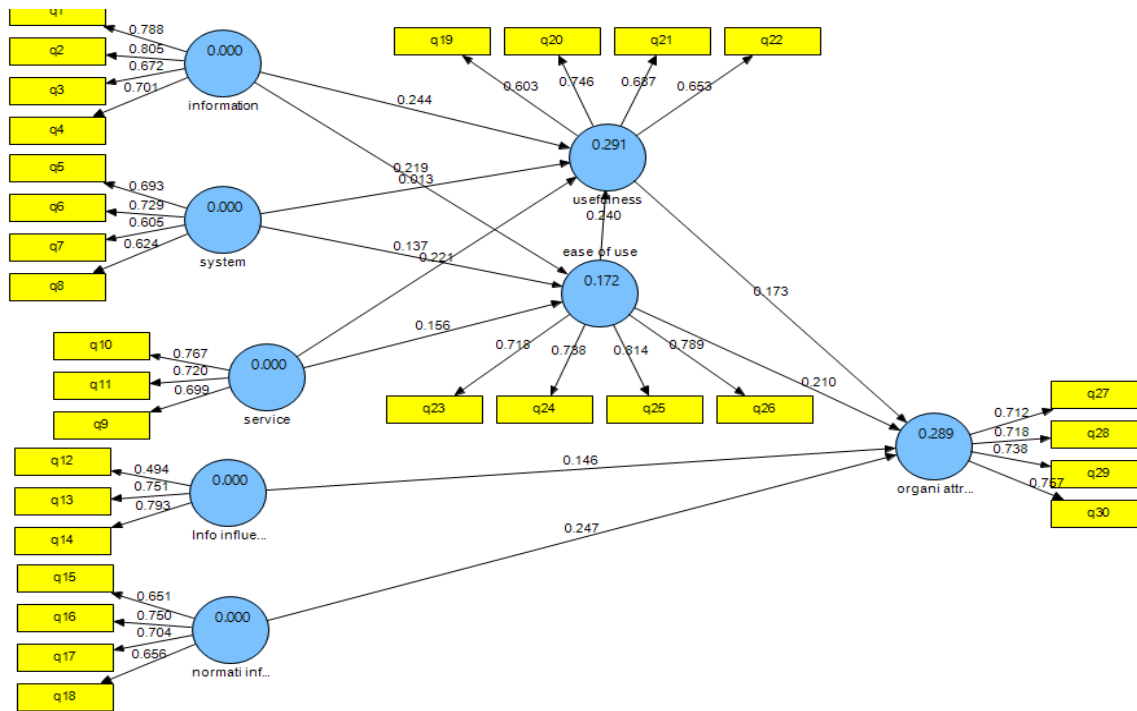 q1
0.788
q2
0.805
q3
0.672
q4
0.701
0.000
information
q5
0.693
q6
0.729
q7
0.605
q8
0.624
0.000
system
q10
0.767
q11
0.720
q9
0.699
0.000
service
q12
0.494
q13
0.751
q14
0.793
0.000
Info influe...
q15
0.651
q16
0.750
q17
0.704
q18
0.656
0.000
normati inf...
q19
q20
q21
q22
0.603
0.746
0.653
0.291
usefulness
0.244
0.219
0.013
0.240
0.137
0.221
0.156
ease of use
0.172
0.718
0.738
0.814
0.789
q23
q24
q25
q26
0.173
0.210
0.146
0.247
0.289
organi attr...
q27
0.712
q28
0.718
q29
0.738
q30
0.757